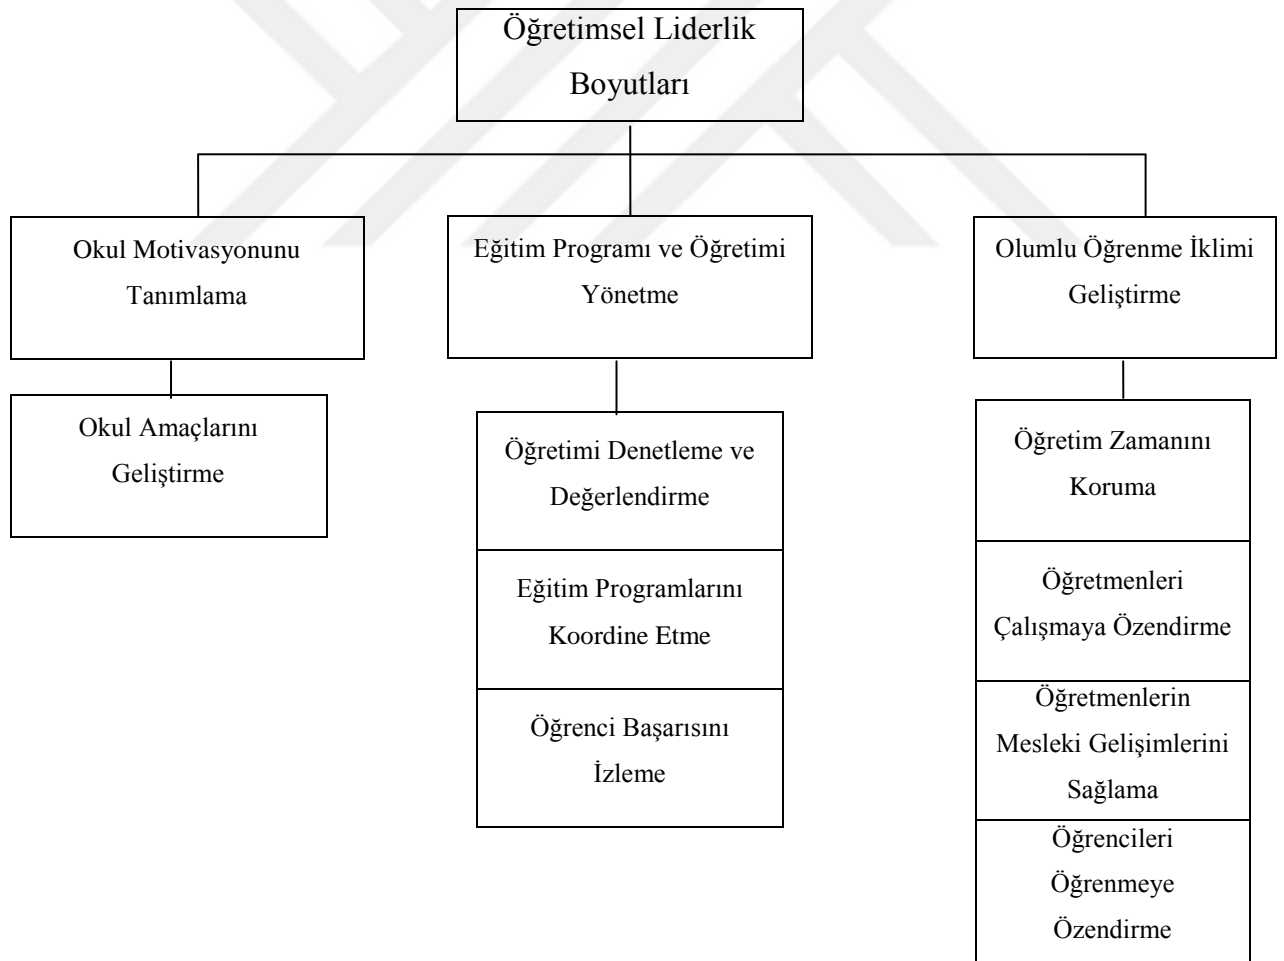 Öğretimsel Liderlik
Boyutları
Okul Motivasyonunu
Tanımlama
Eğitim Programı ve Öğretimi
Yönetme
Olumlu Öğrenme İklimi
Geliştirme
Okul Amaçlarını
Geliştirme
Öğretimi Denetleme ve
Değerlendirme
Eğitim Programlarını
Koordine Etme
Öğrenci Başarısını
İzleme
Öğretim Zamanını
Koruma
Öğretmenleri
Çalışmaya Özendirme
Öğretmenlerin
Mesleki Gelişimlerini
Sağlama
Öğrencileri
Öğrenmeye
Özendirme